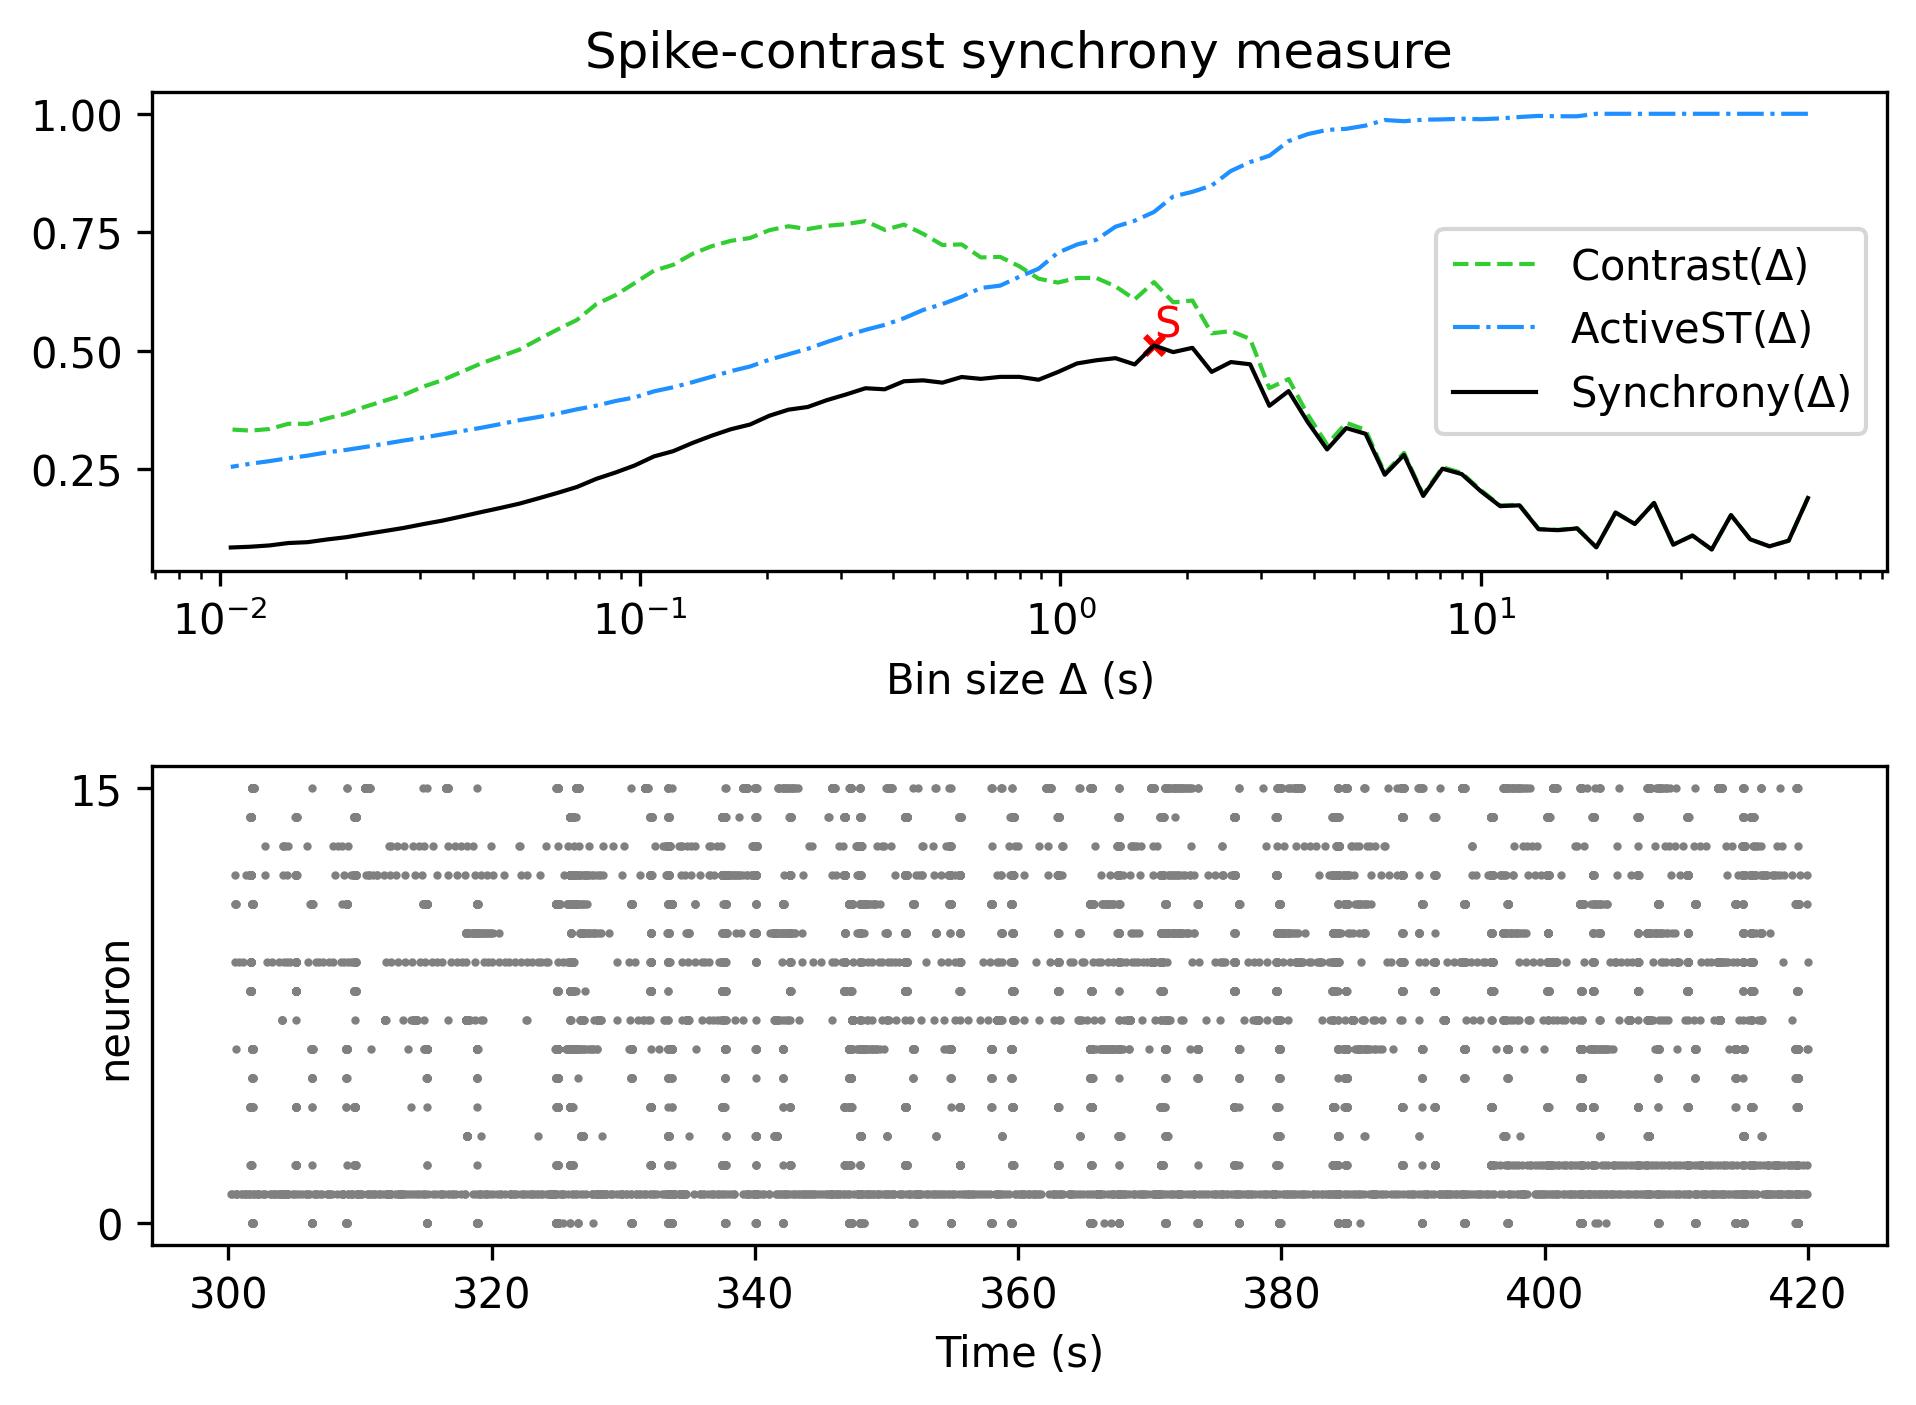 Spike-contrast synchrony measure
1.00
0.75
0.50
0.25
S
Contrast(Δ)
ActiveST(Δ)
Synchrony(Δ)
10⁻² 10⁻¹ 10⁰ 10¹
Bin size Δ (s)
15
neuron
0
300 320 340 360 380 400 420
Time (s)